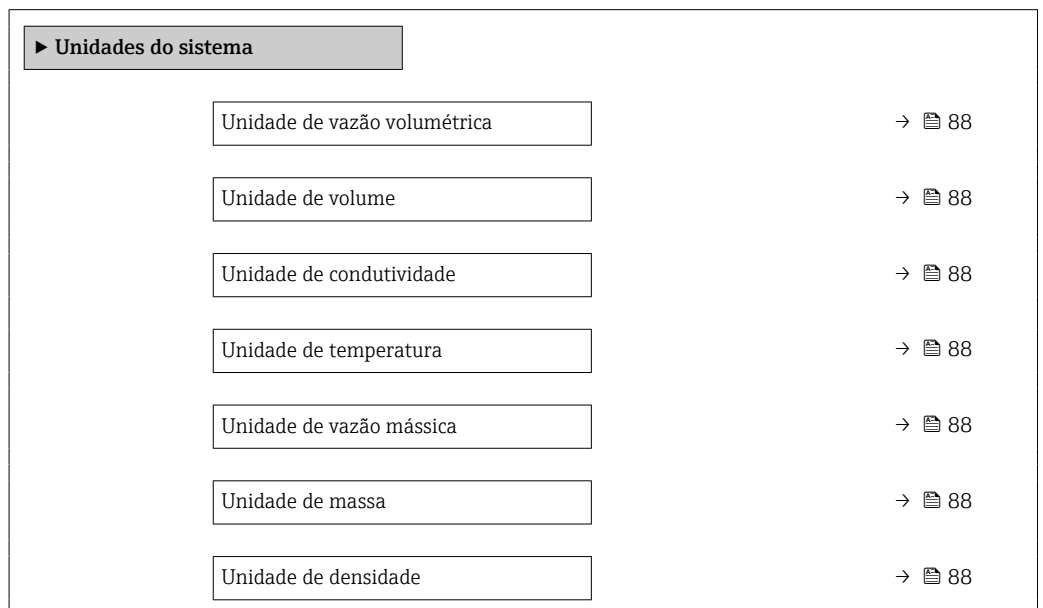 ▶ Unidades do sistema
Unidade de vazão volumétrica → 88
Unidade de volume → 88
Unidade de condutividade → 88
Unidade de temperatura → 88
Unidade de vazão mássica → 88
Unidade de massa → 88
Unidade de densidade → 88